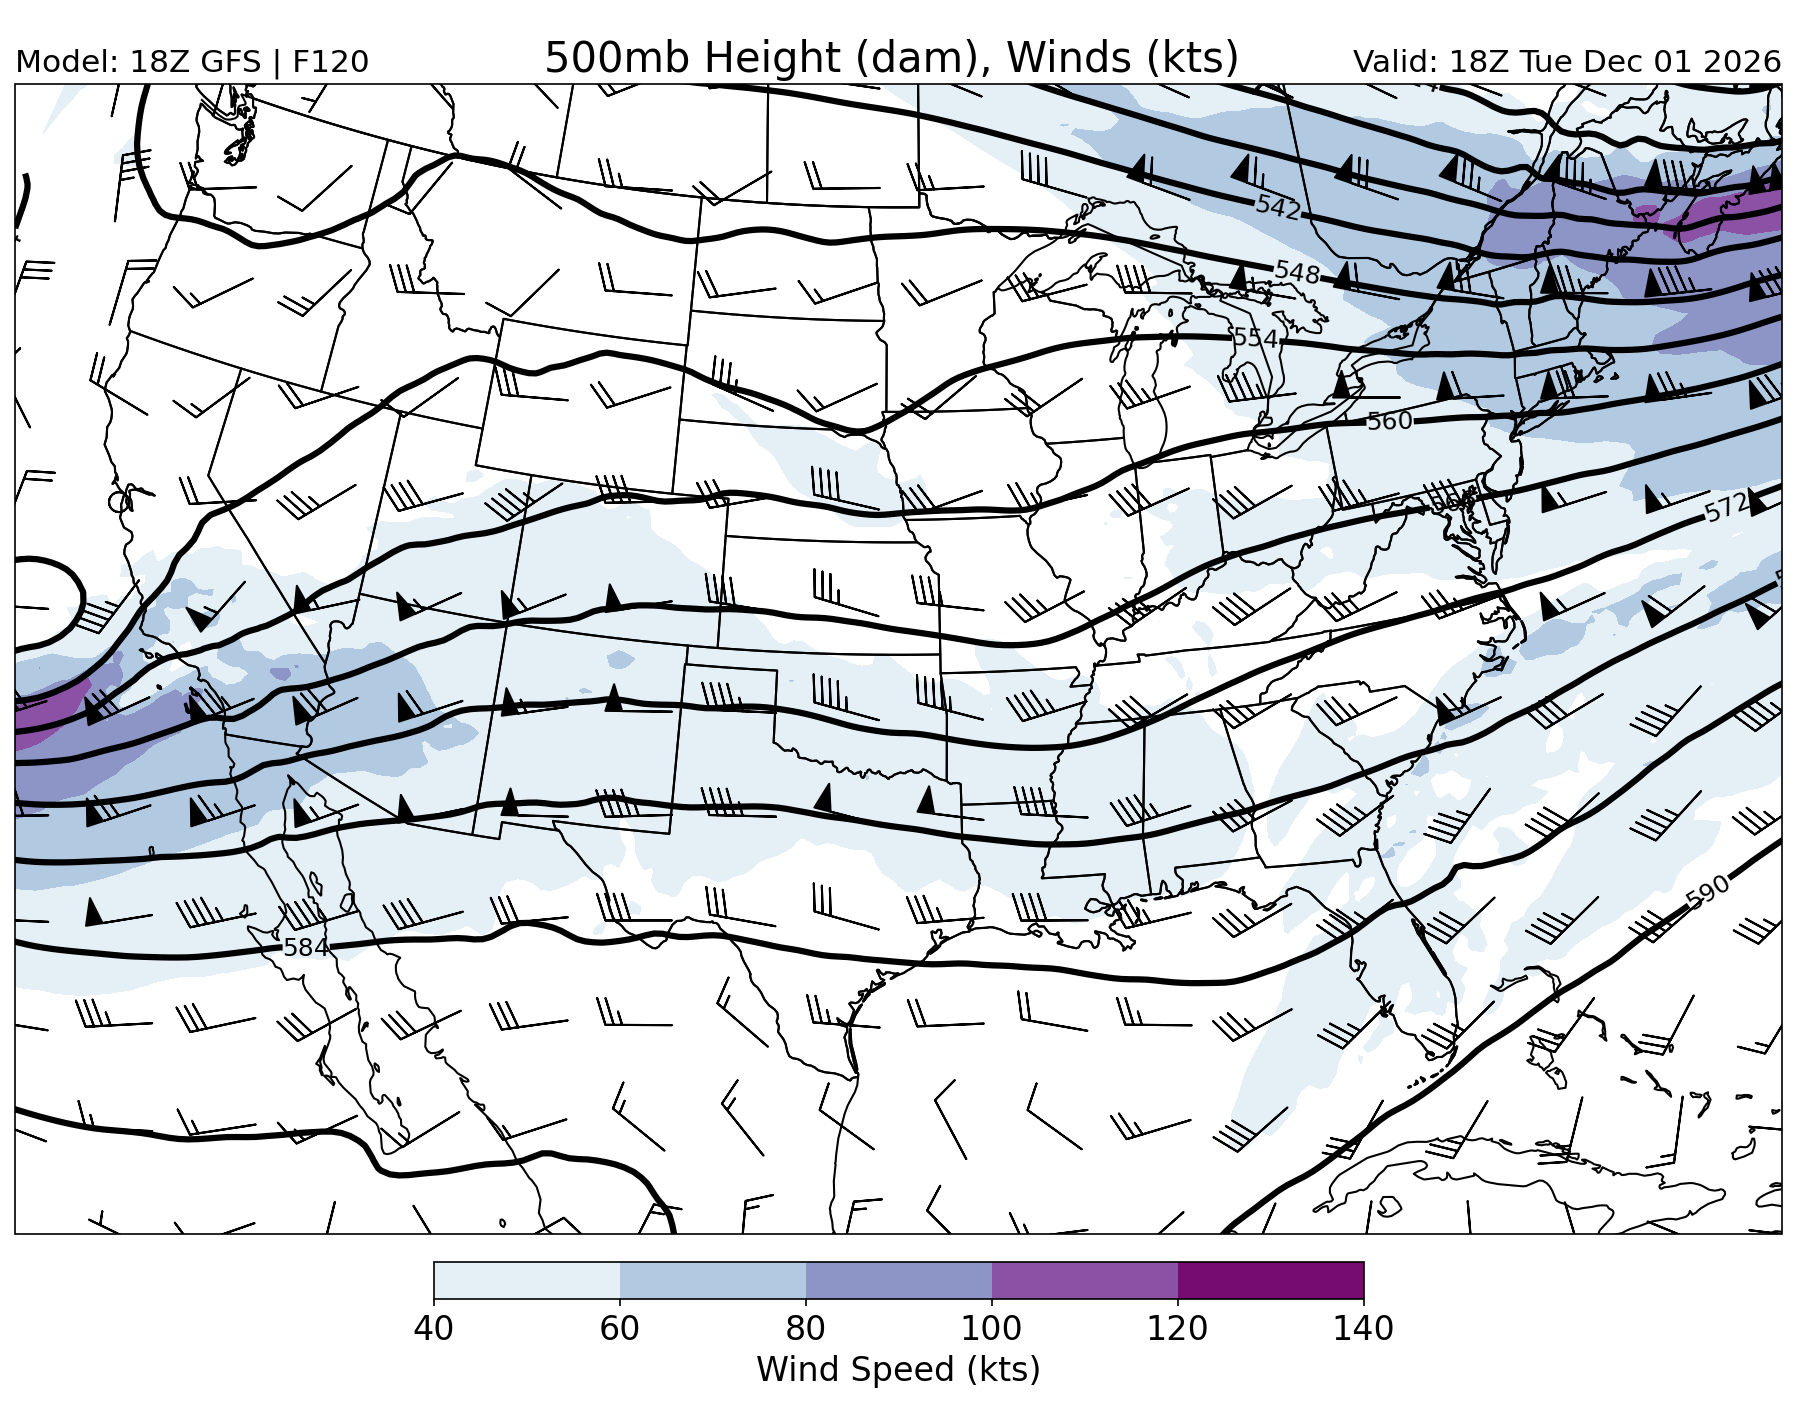 Model: 18Z GFS | F120
500mb Height (dam), Winds (kts)
Valid: 18Z Tue Dec 01 2026
542
548
554
560
572
584
590
40 60 80 100 120 140
Wind Speed (kts)